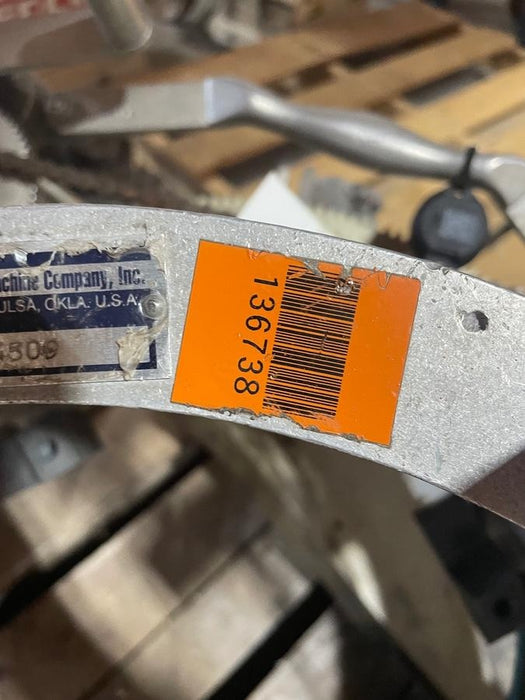 achine Company, Inc.
ULSA, OKLA. U.S.A.
136738